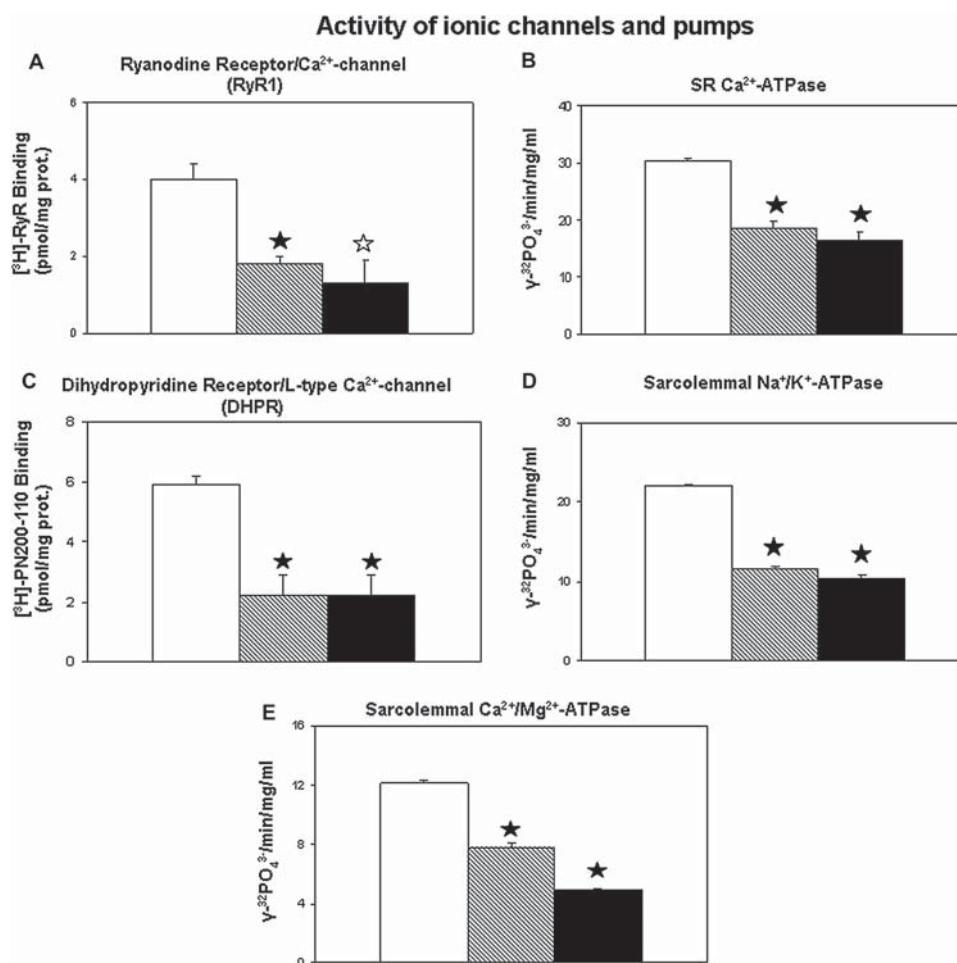 Activity of ionic channels and pumps
A
Ryanodine Receptor/Ca²⁺-channel
(RyR1)
[³H]-RyR Binding
(pmol/mg prot.)
6
4
2
0
B
SR Ca²⁺-ATPase
γ-³²PO₄³⁻/min/mg/ml
40
30
20
10
0
C
Dihydropyridine Receptor/L-type Ca²⁺-channel
(DHPR)
[³H]-PN200-110 Binding
(pmol/mg prot.)
8
6
4
2
0
D
Sarcolemmal Na⁺/K⁺-ATPase
γ-³²PO₄³⁻/min/mg/ml
30
20
10
0
E
Sarcolemmal Ca²⁺/Mg²⁺-ATPase
γ-³²PO₄³⁻/min/mg/ml
16
12
8
4
0